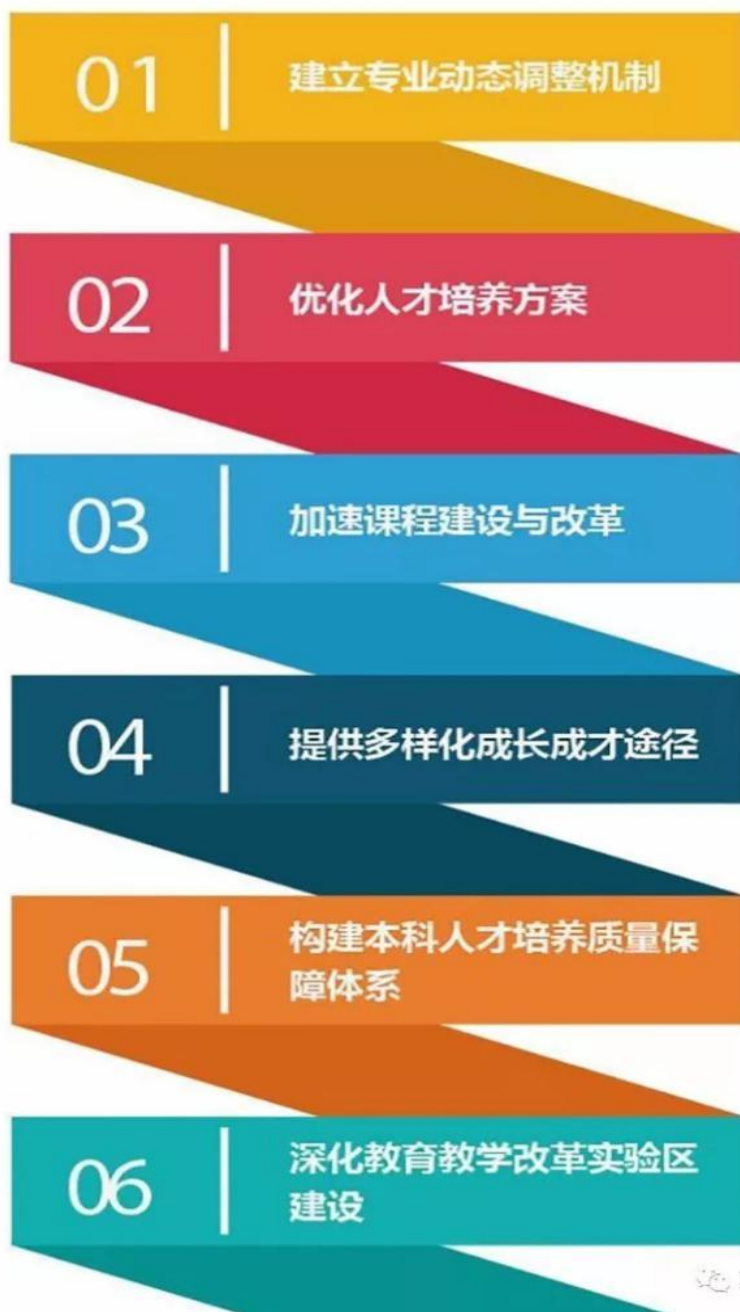 01
建立专业动态调整机制
02
优化人才培养方案
03
加速课程建设与改革
04
提供多样化成长成才途径
05
构建本科人才培养质量保
障体系
06
深化教育教学改革实验区
建设